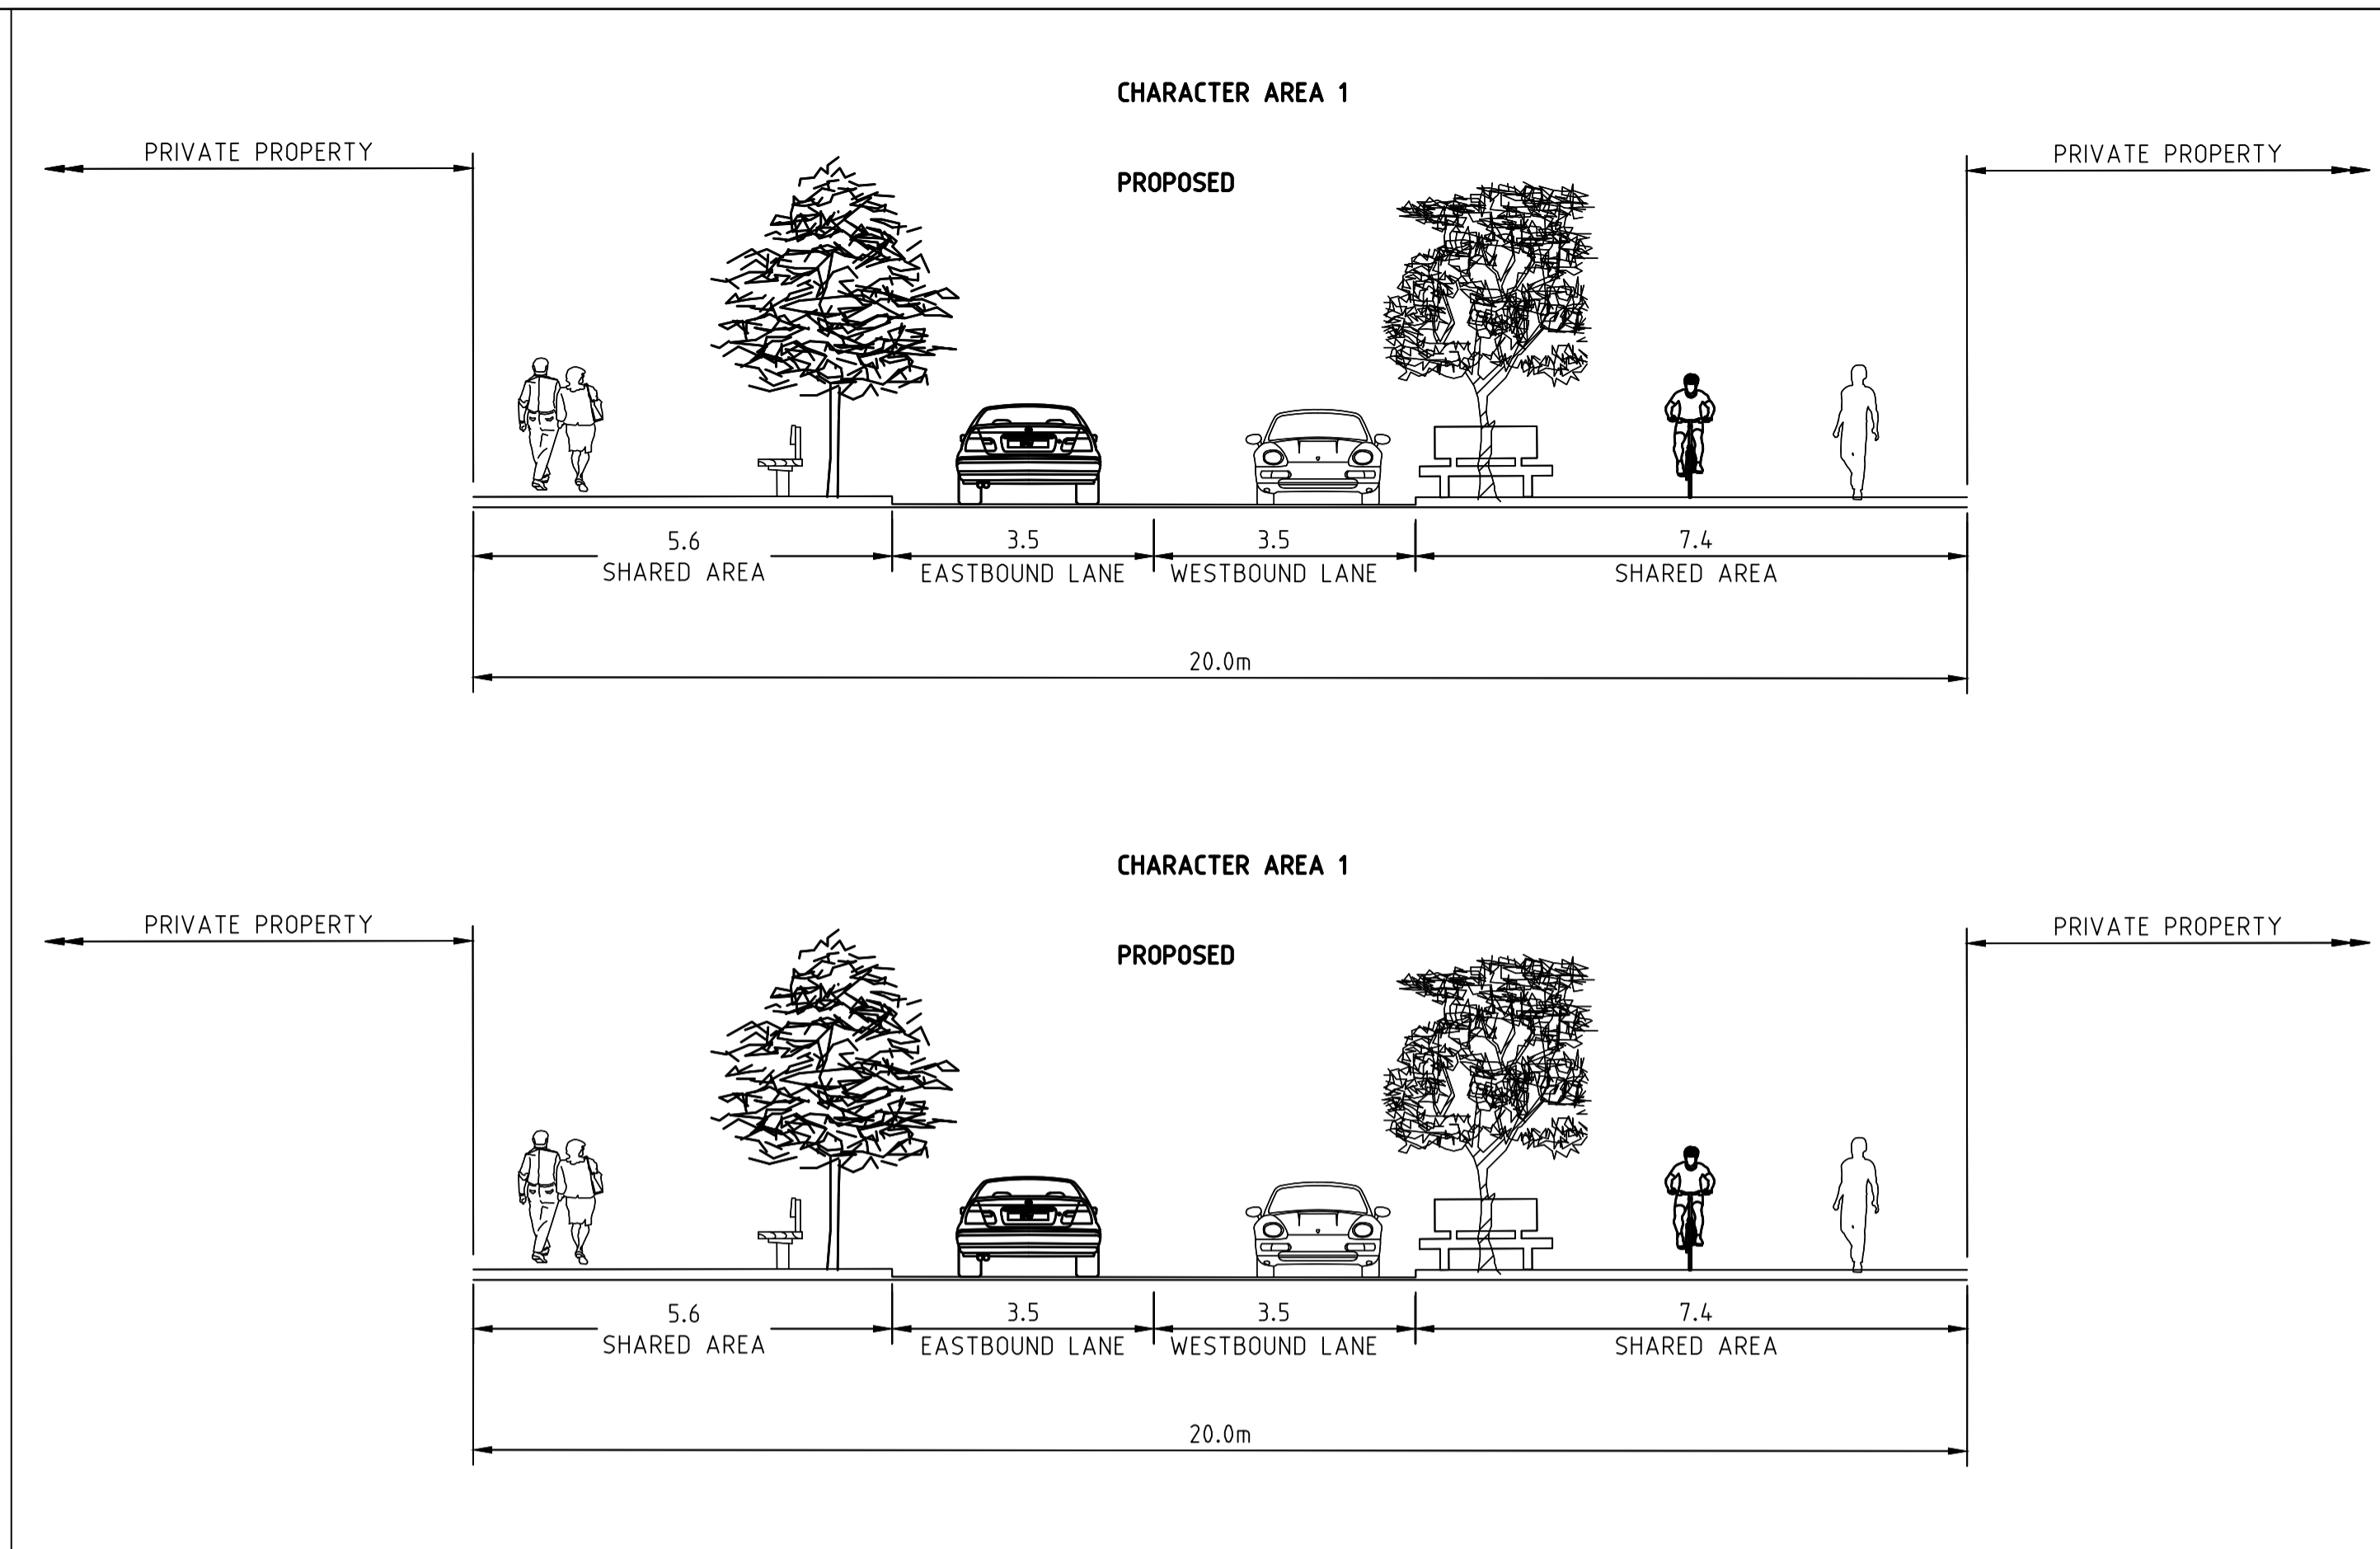 CHARACTER AREA 1
PRIVATE PROPERTY
PRIVATE PROPERTY
PROPOSED
5.6
3.5
3.5
7.4
SHARED AREA
EASTBOUND LANE
WESTBOUND LANE
SHARED AREA
20.0m
CHARACTER AREA 1
PRIVATE PROPERTY
PRIVATE PROPERTY
PROPOSED
5.6
3.5
3.5
7.4
SHARED AREA
EASTBOUND LANE
WESTBOUND LANE
SHARED AREA
20.0m